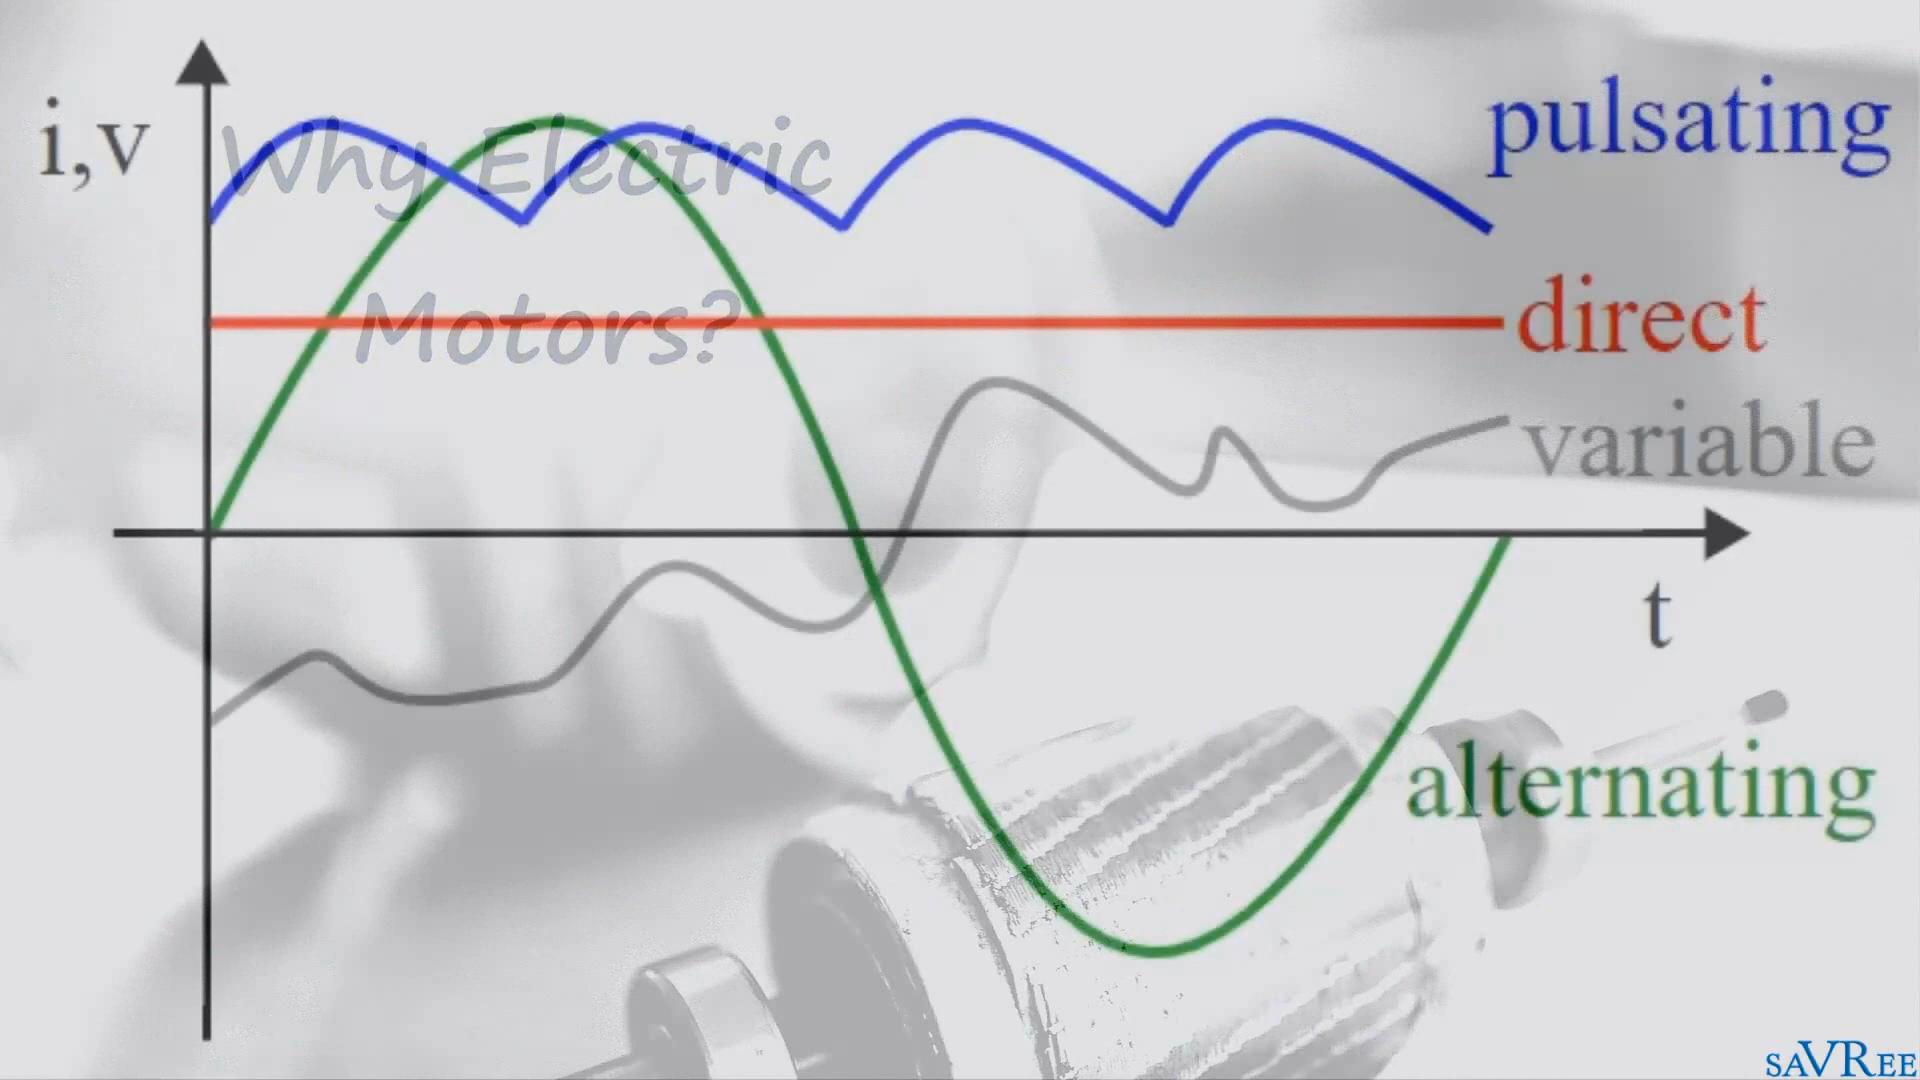 i,v
pulsating
Why Electric
Motors?
direct
variable
t
alternating
saVRee